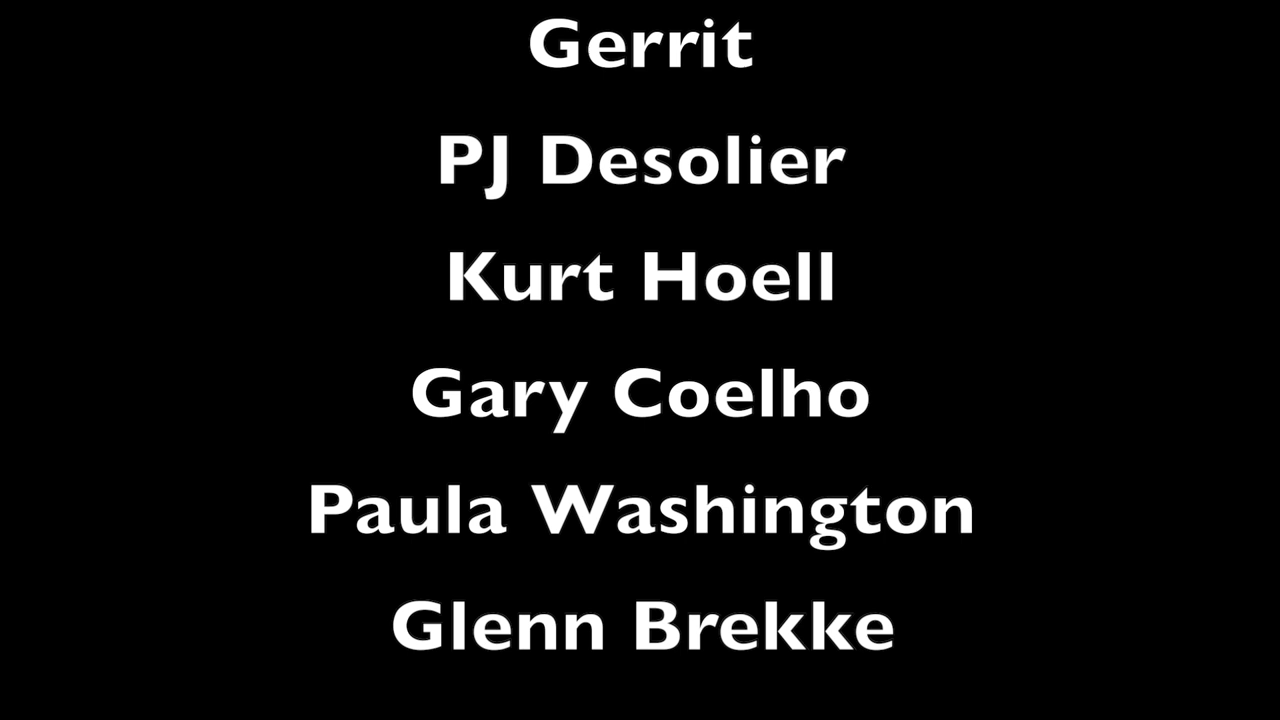 Gerrit
PJ Desolier
Kurt Hoell
Gary Coelho
Paula Washington
Glenn Brekke